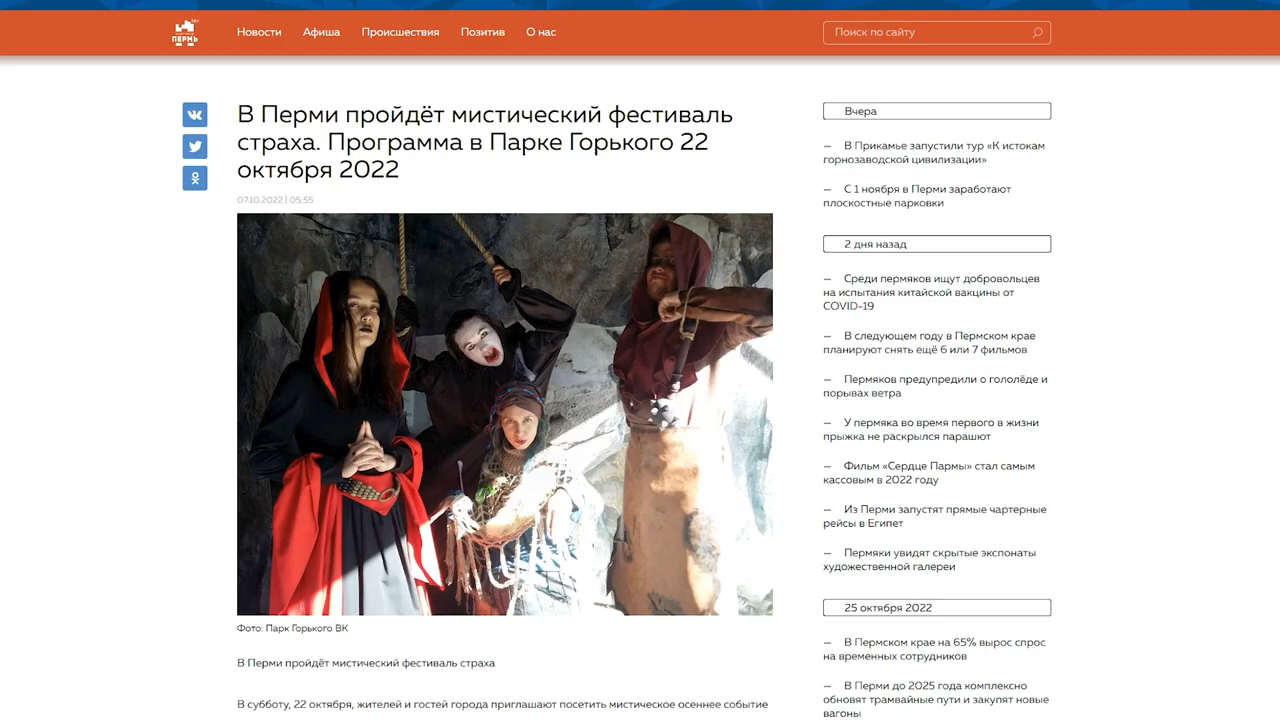 ПЕРМЬ
Новости
Афиша
Происшествия
Позитив
О нас
Поиск по сайту
В Перми пройдёт мистический фестиваль
страха. Программа в Парке Горького 22
октября 2022
07.10.2022 | 05:55
Фото: Парк Горького ВК
В Перми пройдёт мистический фестиваль страха
В субботу, 22 октября, жителей и гостей города приглашают посетить мистическое осеннее событие
Вчера
— В Прикамье запустили тур «К истокам
горнозаводской цивилизации»
— С 1 ноября в Перми заработают
плоскостные парковки
2 дня назад
— Среди пермяков ищут добровольцев
на испытания китайской вакцины от
COVID-19
— В следующем году в Пермском крае
планируют снять ещё 6 или 7 фильмов
— Пермяков предупредили о гололёде и
порывах ветра
— У пермяка во время первого в жизни
прыжка не раскрылся парашют
— Фильм «Сердце Пармы» стал самым
кассовым в 2022 году
— Из Перми запустят прямые чартерные
рейсы в Египет
— Пермяки увидят скрытые экспонаты
художественной галереи
25 октября 2022
— В Пермском крае на 65% вырос спрос
на временных сотрудников
— В Перми до 2025 года комплексно
обновят трамвайные пути и закупят новые
вагоны